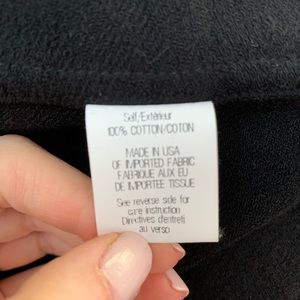 Self/Extérieur
100% COTTON/COTON
MADE IN USA
OF IMPORTED FABRIC
FABRIQUE AUX EU
DE IMPORTEE TISSUE
See reverse side for
care instruction
Directives d'entreti
au verso